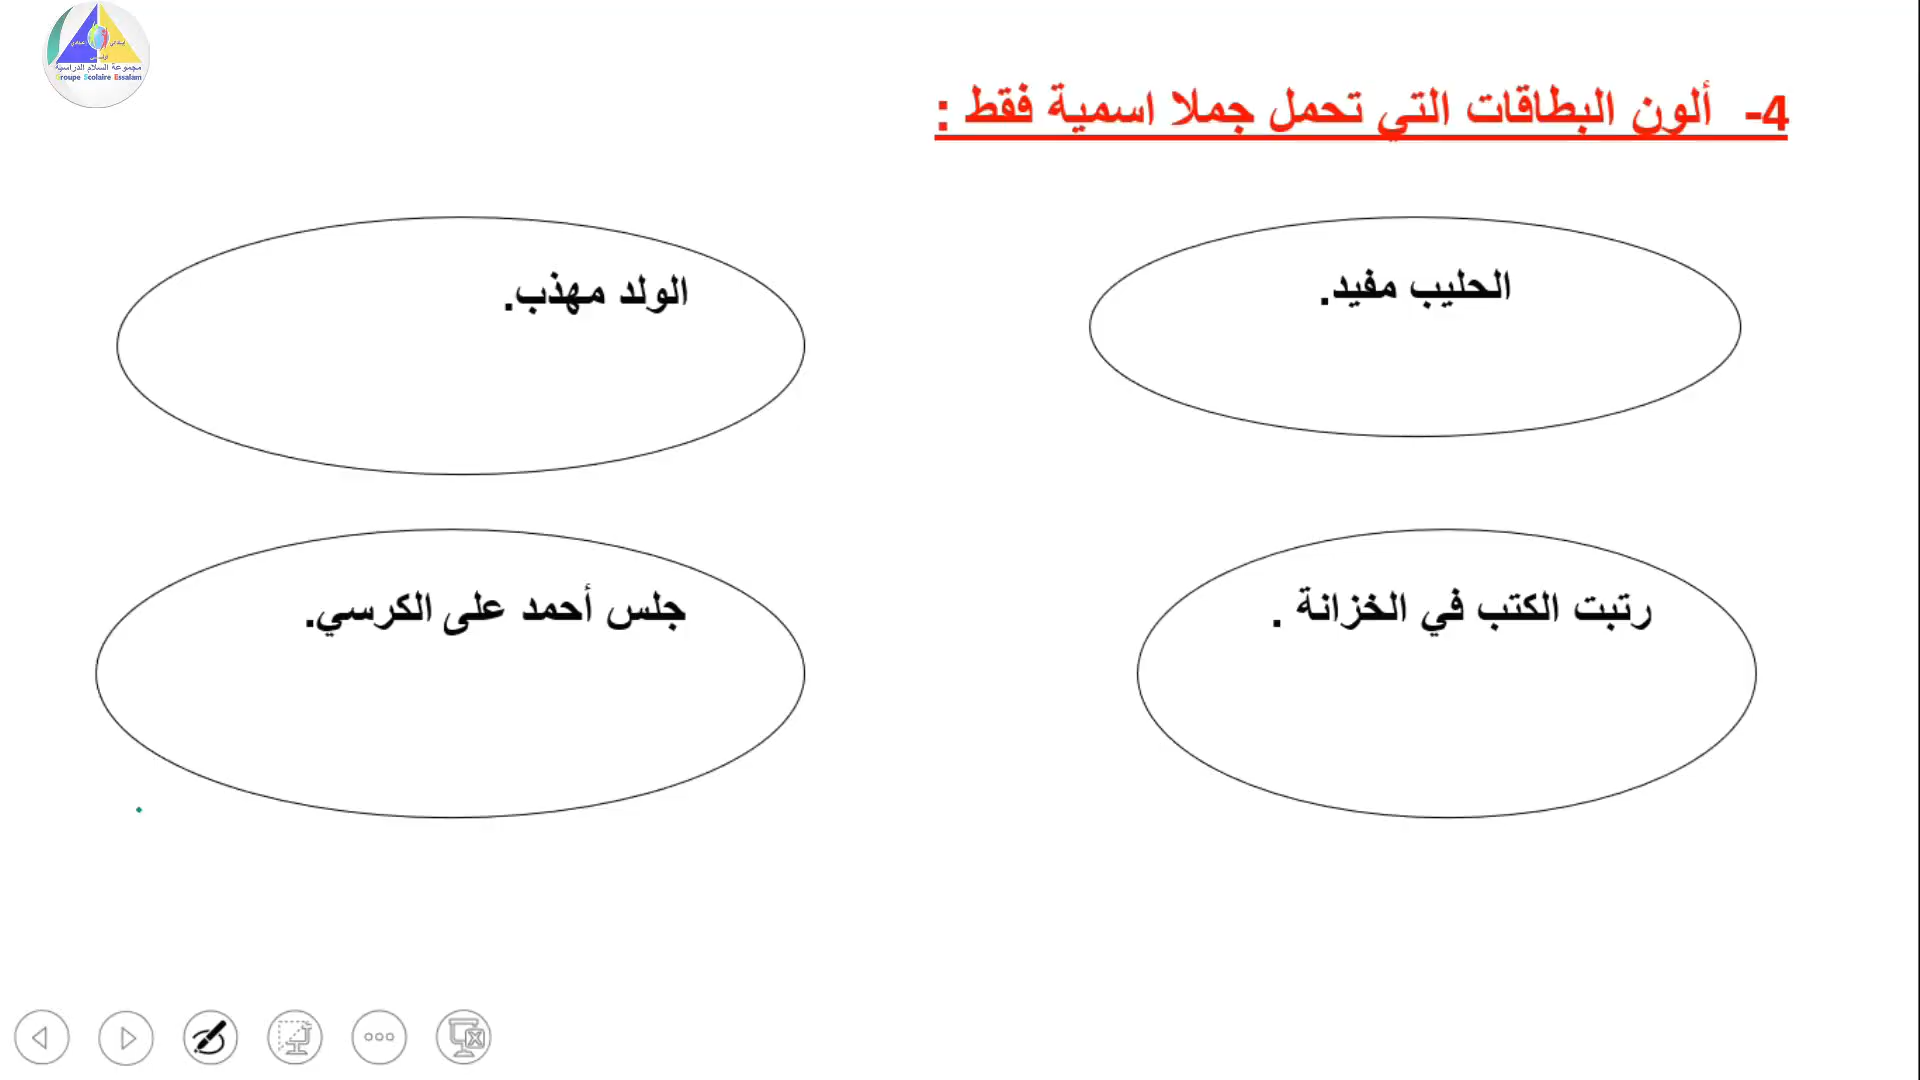 4- ألون البطاقات التي تحمل جملا اسمية فقط :
الحليب مفيد.
الولد مهذب.
رتبت الكتب في الخزانة .
جلس أحمد على الكرسي.
مجموعة السلام الدراسية
Groupe Scolaire Essalam